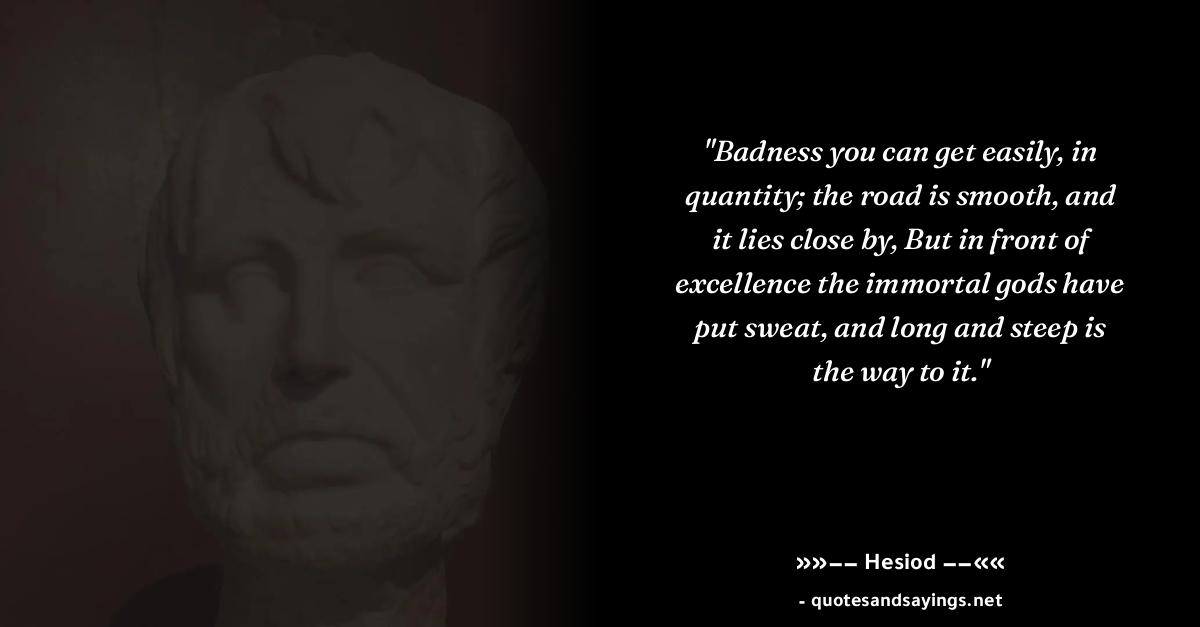 "Badness you can get easily, in
quantity; the road is smooth, and
it lies close by, But in front of
excellence the immortal gods have
put sweat, and long and steep is
the way to it."
»»−− Hesiod −−««
- quotesandsayings.net